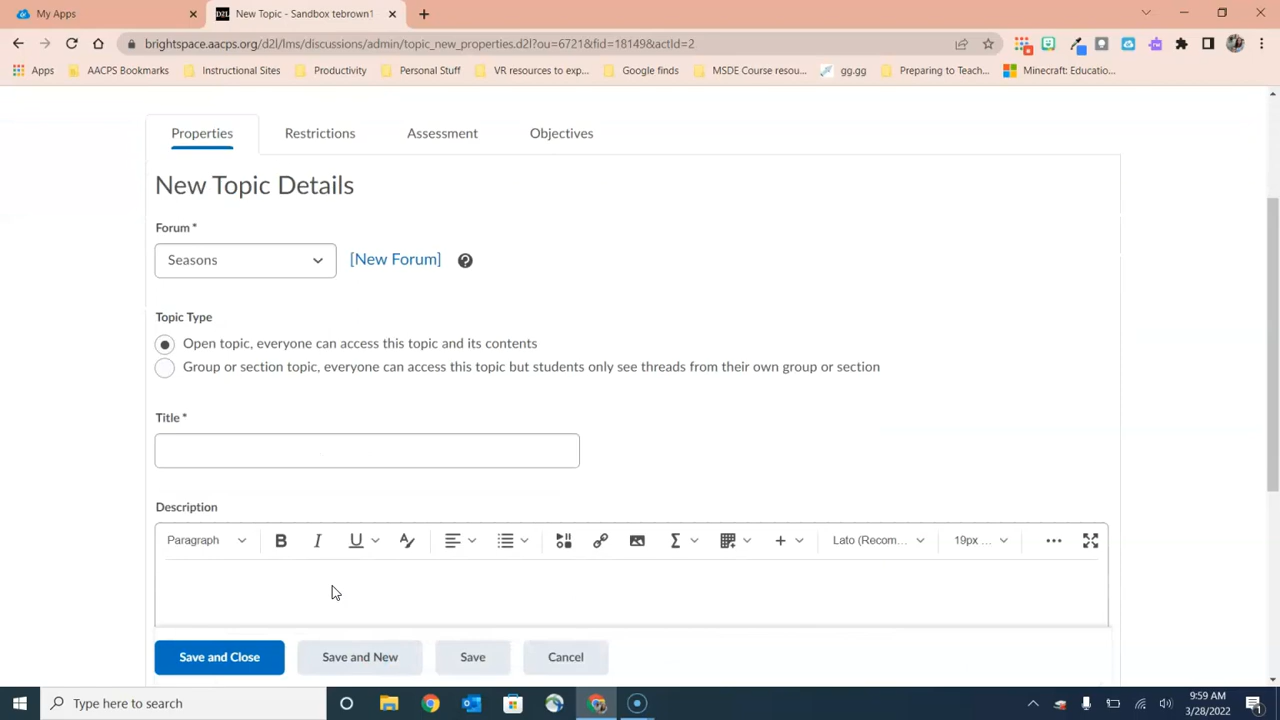 My Apps
D2L New Topic - Sandbox tebrown1
brightspace.aacps.org/d2l/lms/discussions/admin/topic_newproperties.d2l?ou=6721&fid=18149&actId=2
Apps AACPS Bookmarks Instructional Sites Productivity Personal Stuff VR resources to exp... Google finds MSDE Course resou... gg.gg Preparing to Teach... Minecraft: Educatio...
Properties Restrictions Assessment Objectives
New Topic Details
Forum *
Seasons [New Forum] ?
Topic Type
Open topic, everyone can access this topic and its contents
Group or section topic, everyone can access this topic but students only see threads from their own group or section
Title *
Description
Paragraph B I U Σ Lato (Recom... 19px ...
Save and Close Save and New Save Cancel
Type here to search
9:59 AM
3/28/2022
1